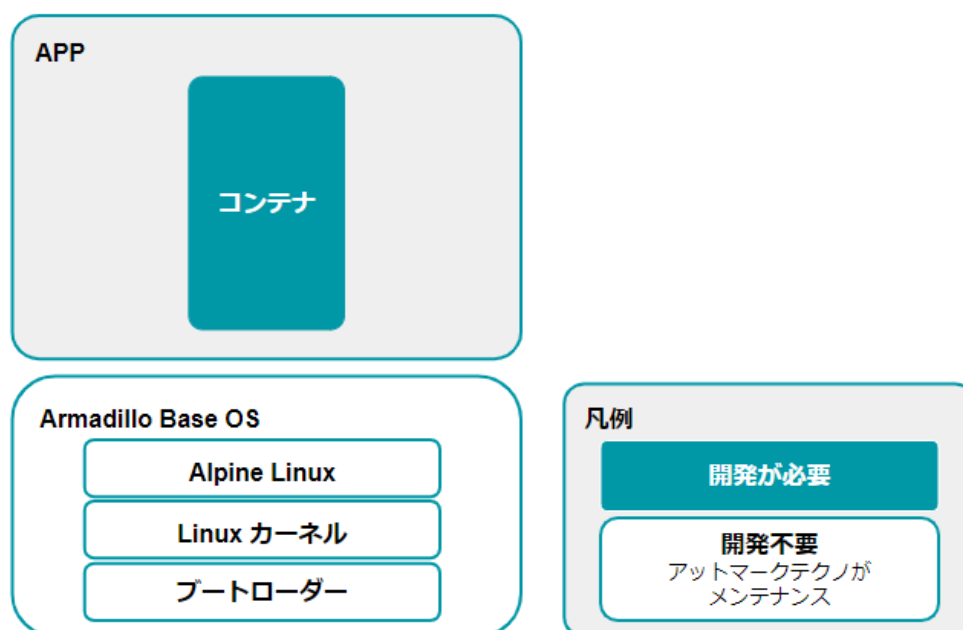 APP
コンテナ
Armadillo Base OS
Alpine Linux
Linux カーネル
ブートローダー
凡例
開発が必要
開発不要
アットマークテクノが
メンテナンス